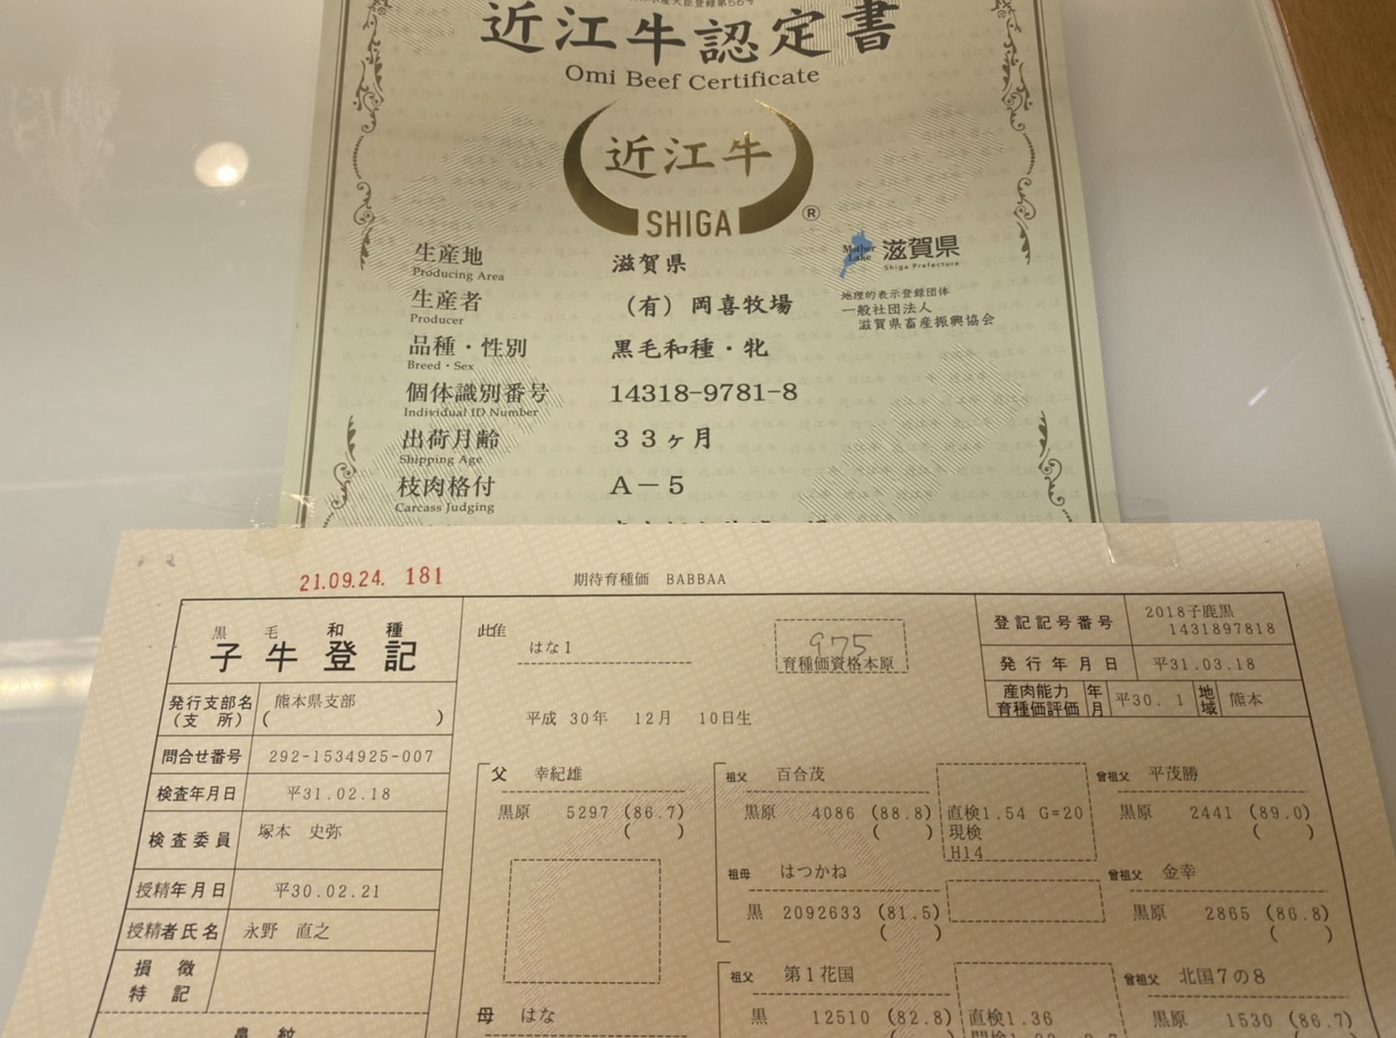 近江牛認定書
Omi Beef Certificate
近江牛
SHIGA ®
Mother Lake 滋賀県
Shiga Prefecture
地理的表示登録団体
一般社団法人
滋賀県畜産振興協会
生産地 滋賀県
Producing Area
生産者 (有) 岡喜牧場
Producer
品種・性別 黒毛和種・牝
Breed・Sex
個体識別番号 14318-9781-8
Individual ID Number
出荷月齢 33ヶ月
Shipping Age
枝肉格付 A-5
Carcass Judging
21.09.24. 181
期待育種価 BABBAA
黒毛和種
子牛登記
発行支部名 熊本県支部
(支所) ( )
問合せ番号 292-1534925-007
検査年月日 平31.02.18
検査委員 塚本 史弥
授精年月日 平30.02.21
授精者氏名 永野 直之
損徴
特記
鼻紋
はな1
平成 30年 12月 10日生
975
育種価資格本原
登記記号番号 2018子鹿黒
1431897818
発行年月日 平31.03.18
産肉能力 年 平30. 1 地 熊本
育種価評価 月 域
父 幸紀雄
黒原 5297 (86.7)
( )
母 はな
祖父 百合茂
黒原 4086 (88.8)
( )
直検1.54 G=20
現検
H14
曾祖父 平茂勝
黒原 2441 (89.0)
( )
祖母 はつかね
黒 2092633 (81.5)
( )
曾祖父 金幸
黒原 2865 (86.8)
( )
祖父 第1花国
黒 12510 (82.8)
直検1.36
曾祖父 北国7の8
黒原 1530 (86.7)